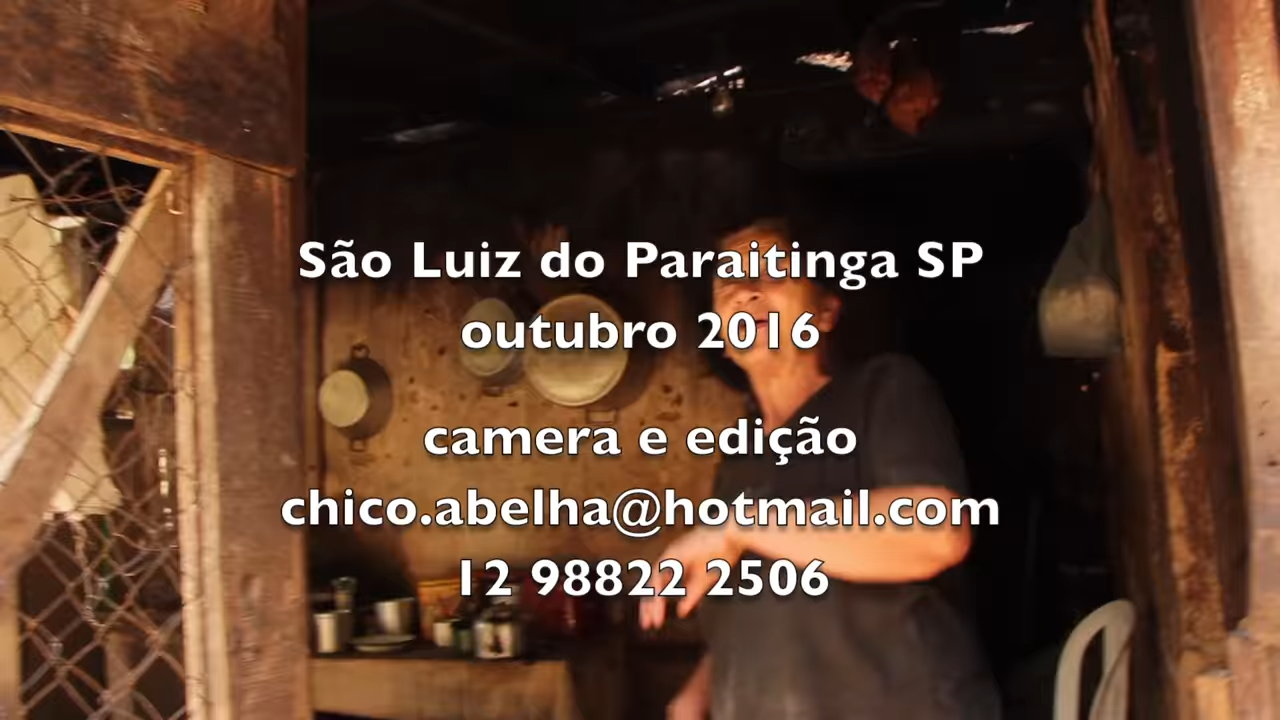 São Luiz do Paraitinga SP
outubro 2016
camera e edição
chico.abelha@hotmail.com
12 98822 2506